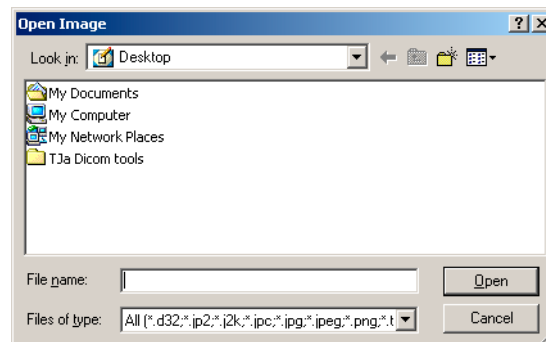 Open Image
Look in: Desktop
My Documents
My Computer
My Network Places
TJa Dicom tools
File name:
Open
Files of type: All (*.d32;*.jp2;*.j2k;*.jpc;*.jpg;*.jpeg;*.png;*.t
Cancel